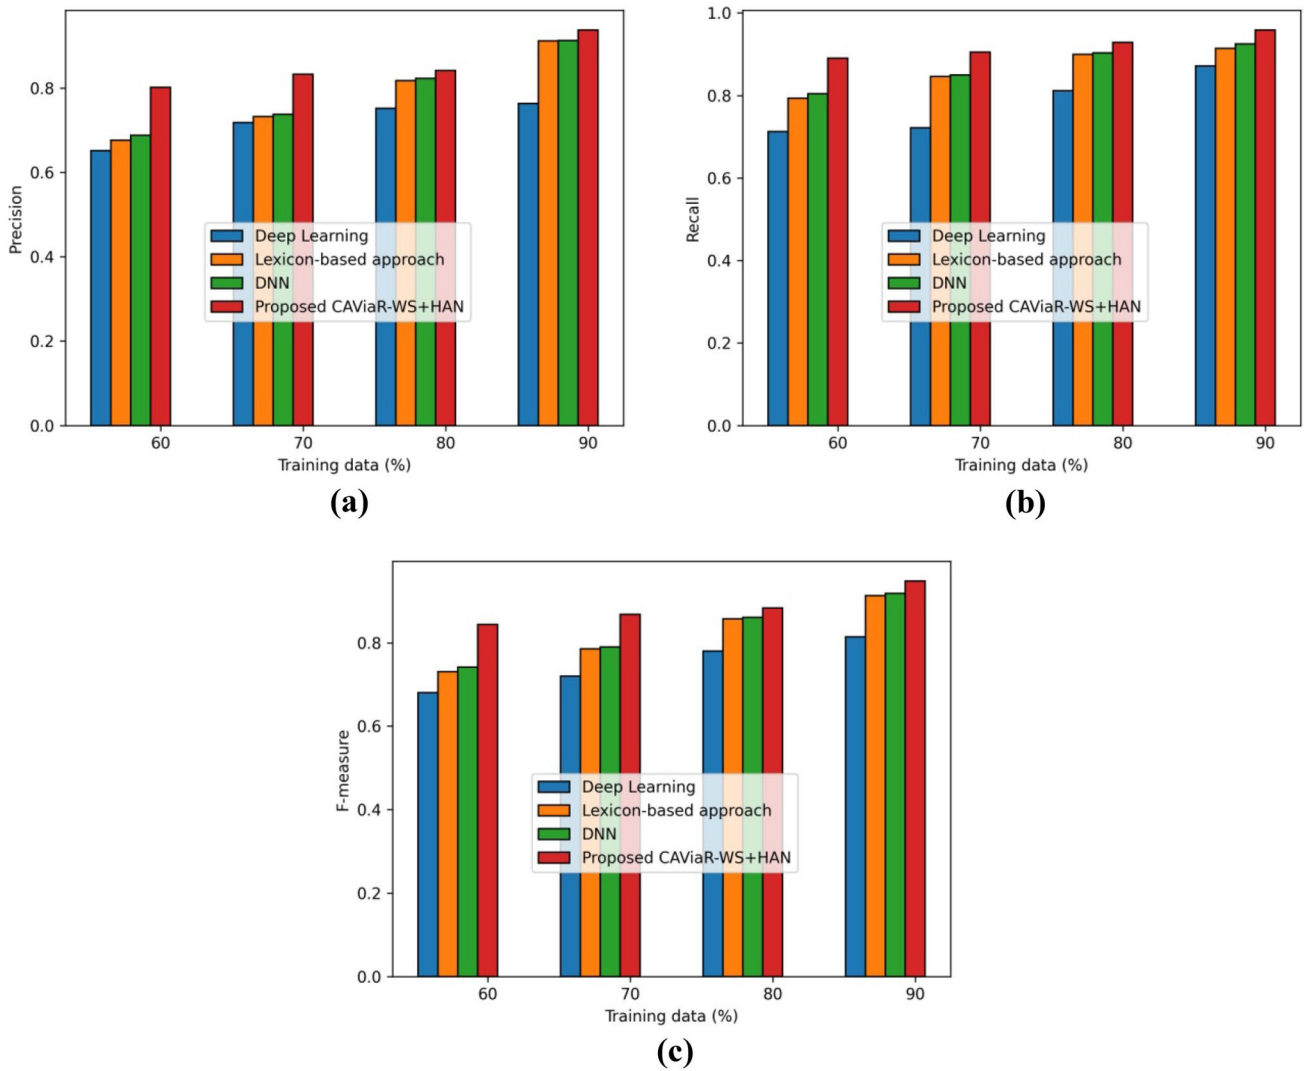 0.8
0.6
0.4
0.2
0.0
Precision
Deep Learning
Lexicon-based approach
DNN
Proposed CAViaR-WS+HAN
60 70 80 90
Training data (%)
(a)
1.0
0.8
0.6
0.4
0.2
0.0
Recall
Deep Learning
Lexicon-based approach
DNN
Proposed CAViaR-WS+HAN
60 70 80 90
Training data (%)
(b)
0.8
0.6
0.4
0.2
0.0
F-measure
Deep Learning
Lexicon-based approach
DNN
Proposed CAViaR-WS+HAN
60 70 80 90
Training data (%)
(c)